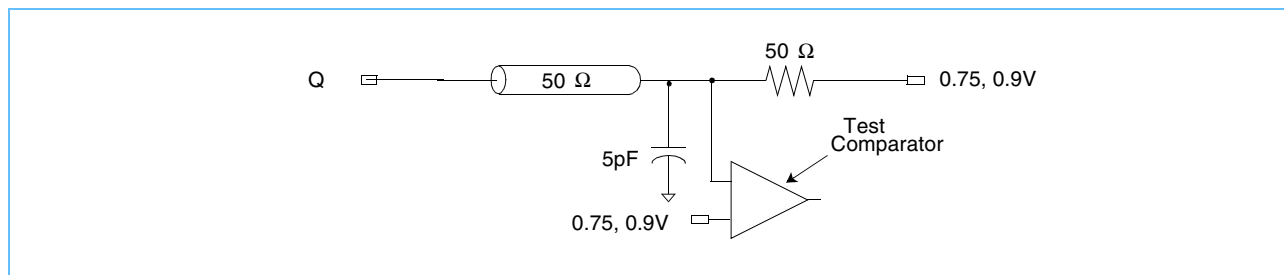 50 Ω
Q
50 Ω
0.75, 0.9V
Test
Comparator
5pF
0.75, 0.9V